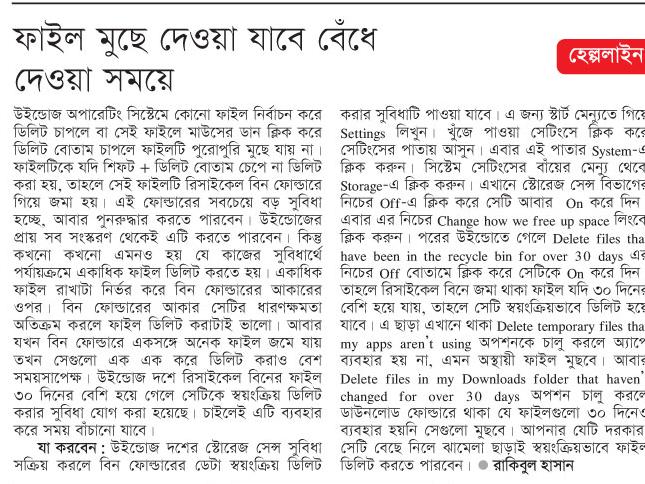 ফাইল মুছে দেওয়া যাবে বেঁধে
দেওয়া সময়ে
হেল্পলাইন
উইন্ডোজ অপারেটিং সিস্টেমে কোনো ফাইল নির্বাচন করে
ডিলিট চাপলে বা সেই ফাইলে মাউসের ডান ক্লিক করে
ডিলিট বোতাম চাপলে ফাইলটি পুরোপুরি মুছে যায় না।
ফাইলটিকে যদি শিফট + ডিলিট বোতাম চেপে না ডিলিট
করা হয়, তাহলে সেই ফাইলটি রিসাইকেল বিন ফোল্ডারে
গিয়ে জমা হয়। এই ফোল্ডারের সবচেয়ে বড় সুবিধা
হচ্ছে, আবার পুনরুদ্ধার করতে পারবেন। উইন্ডোজের
প্রায় সব সংস্করণ থেকেই এটি করতে পারবেন। কিন্তু
কখনো কখনো এমনও হয় যে কাজের সুবিধার্থে
পর্যায়ক্রমে একাধিক ফাইল ডিলিট করতে হয়। একাধিক
ফাইল রাখাটা নির্ভর করে বিন ফোল্ডারের আকারের
ওপর। বিন ফোল্ডারের আকার সেটির ধারণক্ষমতা
অতিক্রম করলে ফাইল ডিলিট করাটাই ভালো। আবার
যখন বিন ফোল্ডারে একসঙ্গে অনেক ফাইল জমে যায়
তখন সেগুলো এক এক করে ডিলিট করাও বেশ
সময়সাপেক্ষ। উইন্ডোজ দশে রিসাইকেল বিনের ফাইল
৩০ দিনের বেশি হয়ে গেলে সেটিকে স্বয়ংক্রিয় ডিলিট
করার সুবিধা যোগ করা হয়েছে। চাইলেই এটি ব্যবহার
করে সময় বাঁচানো যাবে।
যা করবেন : উইন্ডোজ দশের স্টোরেজ সেন্স সুবিধা
সক্রিয় করলে বিন ফোল্ডারের ডেটা স্বয়ংক্রিয় ডিলিট
করার সুবিধাটি পাওয়া যাবে। এ জন্য স্টার্ট মেন্যুতে গিয়ে
Settings লিখুন। খুঁজে পাওয়া সেটিংসে ক্লিক করে
সেটিংসের পাতায় আসুন। এবার এই পাতার System-এ
ক্লিক করুন। সিস্টেম সেটিংসের বাঁয়ের মেন্যু থেকে
Storage-এ ক্লিক করুন। এখানে স্টোরেজ সেন্স বিভাগের
নিচের Off-এ ক্লিক করে সেটি আবার On করে দিন
এবার এর নিচের Change how we free up space লিংকে
ক্লিক করুন। পরের উইন্ডোতে গেলে Delete files tha
have been in the recycle bin for over 30 days এর
নিচের Off বোতামে ক্লিক করে সেটিকে On করে দিন
তাহলে রিসাইকেল বিনে জমা থাকা ফাইল যদি ৩০ দিনের
বেশি হয়ে যায়, তাহলে সেটি স্বয়ংক্রিয়ভাবে ডিলিট হয়ে
যাবে। এ ছাড়া এখানে থাকা Delete temporary files tha
my apps aren't using অপশনকে চালু করলে অ্যাপে
ব্যবহার হয় না, এমন অস্থায়ী ফাইল মুছবে। আবার
Delete files in my Downloads folder that haven'
changed for over 30 days অপশন চালু করলে
ডাউনলোড ফোল্ডারে থাকা যে ফাইলগুলো ৩০ দিনেও
ব্যবহার হয়নি সেগুলো মুছবে। আপনার যেটি দরকার
সেটি বেছে নিলে ঝামেলা ছাড়াই স্বয়ংক্রিয়ভাবে ফাইল
ডিলিট করতে পারবেন। ● রাকিবুল হাসান